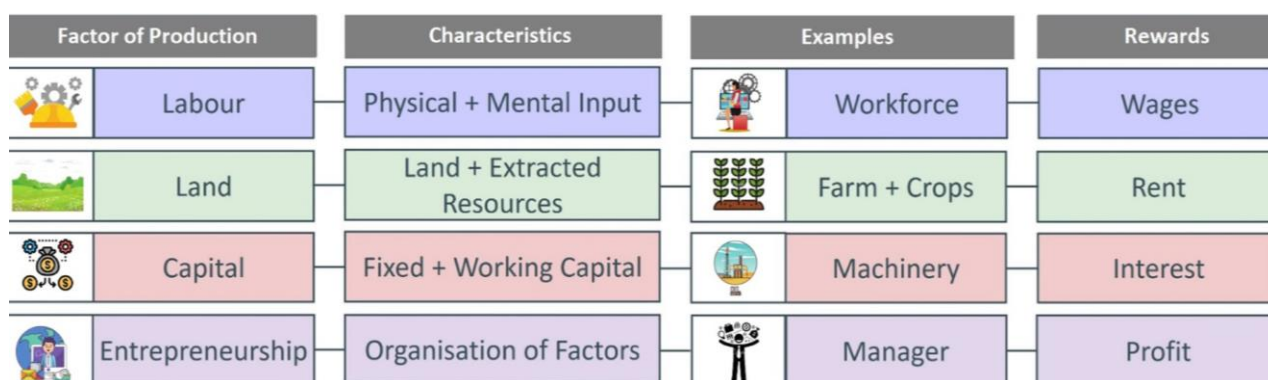 Factor of Production Characteristics Examples Rewards
Labour Physical + Mental Input Workforce Wages
Land Land + Extracted Resources Farm + Crops Rent
Capital Fixed + Working Capital Machinery Interest
Entrepreneurship Organisation of Factors Manager Profit